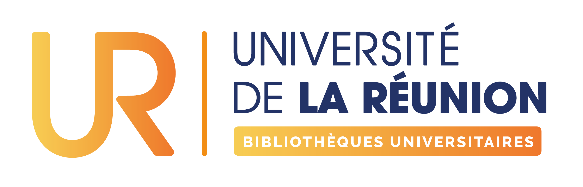 UR
UNIVERSITÉ
DE LA RÉUNION
BIBLIOTHÈQUES UNIVERSITAIRES